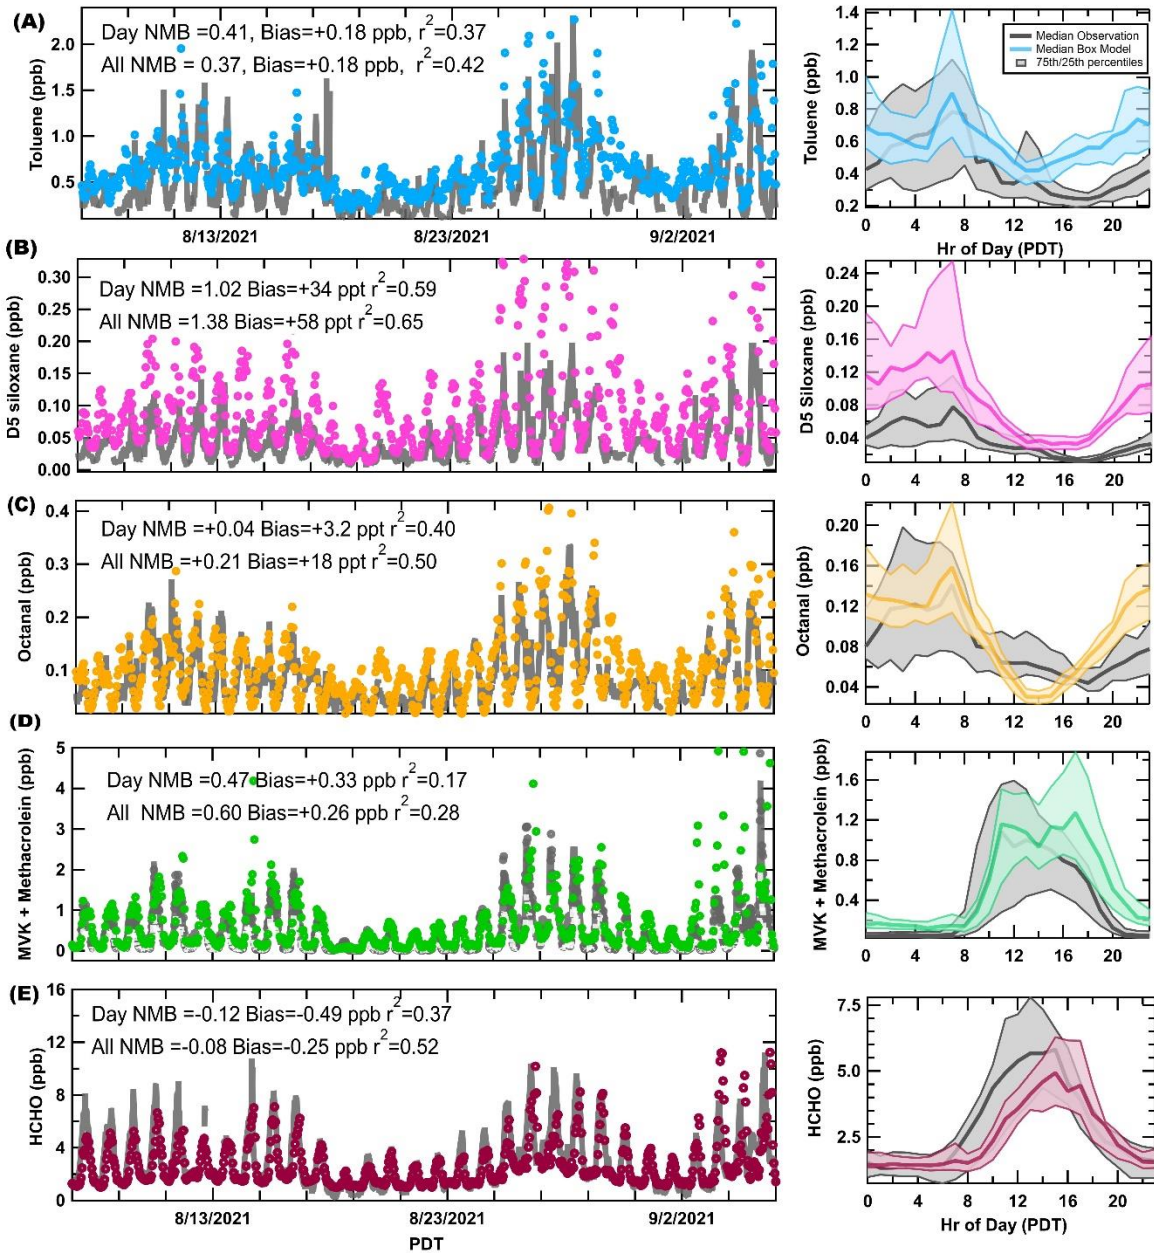 (A)
Day NMB =0.41, Bias=+0.18 ppb, r2=0.37
All NMB = 0.37, Bias=+0.18 ppb, r2=0.42
Toluene (ppb)
2.0
1.5
1.0
0.5
8/13/2021
8/23/2021
9/2/2021
Toluene (ppb)
1.4
1.2
1.0
0.8
0.6
0.4
0.2
Median Observation
Median Box Model
75th/25th percentiles
0 4 8 12 16 20
Hr of Day (PDT)
(B)
Day NMB =1.02 Bias=+34 ppt r2=0.59
All NMB =1.38 Bias=+58 ppt r2=0.65
D5 siloxane (ppb)
0.30
0.25
0.20
0.15
0.10
0.05
0.00
D5 Siloxane (ppb)
0.24
0.20
0.16
0.12
0.08
0.04
0 4 8 12 16 20
(C)
Day NMB =+0.04 Bias=+3.2 ppt r2=0.40
All NMB =+0.21 Bias=+18 ppt r2=0.50
Octanal (ppb)
0.4
0.3
0.2
0.1
Octanal (ppb)
0.20
0.16
0.12
0.08
0.04
0 4 8 12 16 20
(D)
Day NMB =0.47 Bias=+0.33 ppb r2=0.17
All NMB =0.60 Bias=+0.26 ppb r2=0.28
MVK + Methacrolein (ppb)
5
4
3
2
1
0
MVK + Methacrolein (ppb)
1.6
1.2
0.8
0.4
0 4 8 12 16 20
(E)
Day NMB =-0.12 Bias=-0.49 ppb r2=0.37
All NMB =-0.08 Bias=-0.25 ppb r2=0.52
HCHO (ppb)
16
12
8
4
0
8/13/2021
8/23/2021
9/2/2021
PDT
HCHO (ppb)
7.5
5.0
2.5
0 4 8 12 16 20
Hr of Day (PDT)